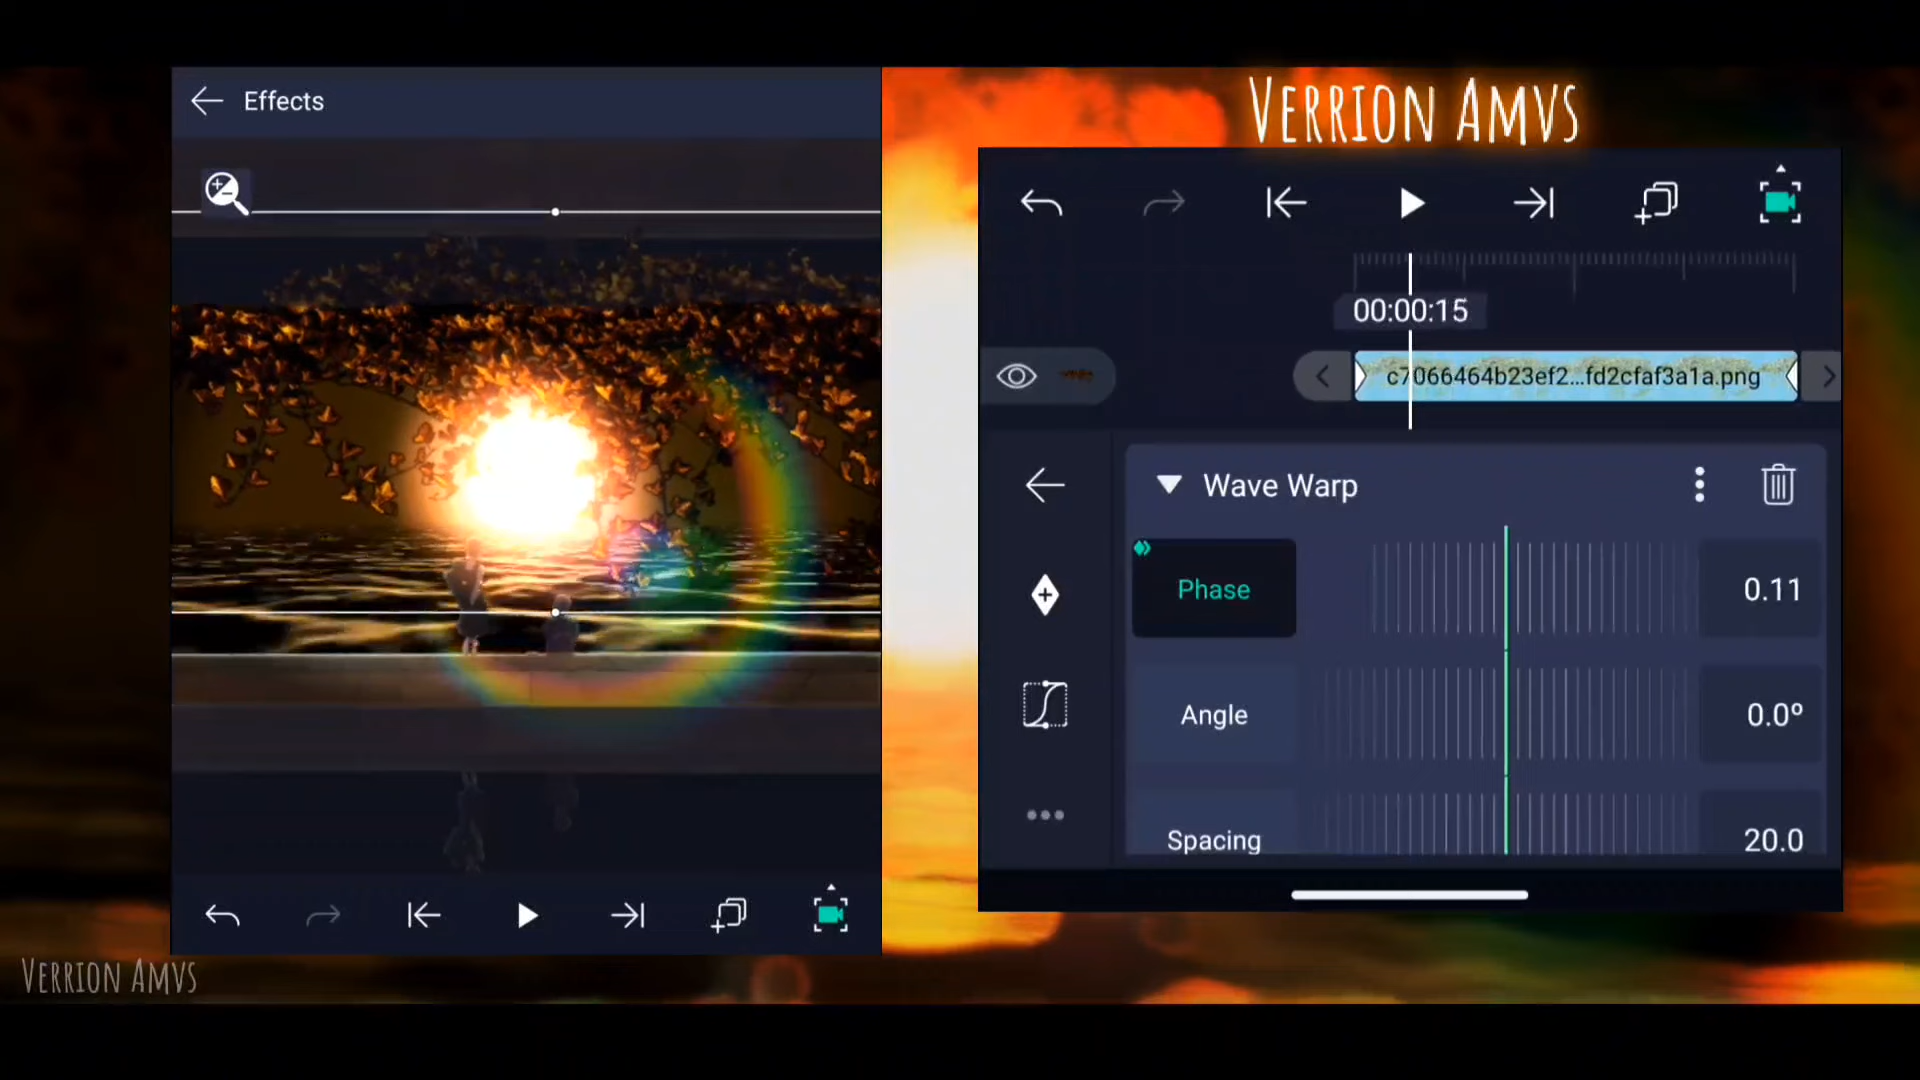 Effects
VERRION AMVS
00:00:15
c7066464b23ef2...fd2cfaf3a1a.png
Wave Warp
Phase
0.11
Angle
0.0º
Spacing
20.0
VERRION AMVS